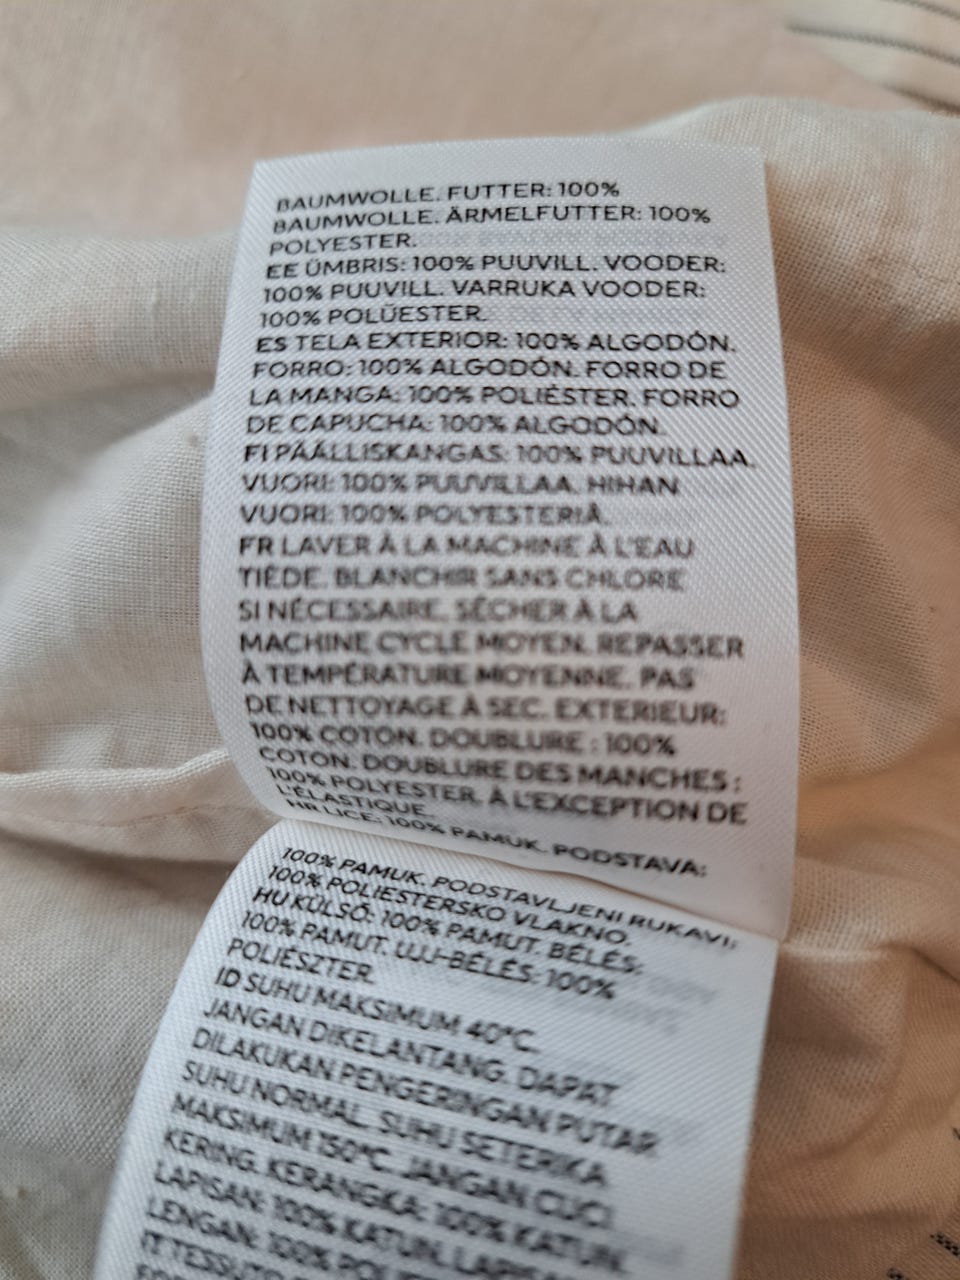 BAUMWOLLE. FUTTER: 100%
BAUMWOLLE. ÄRMELFUTTER: 100%
POLYESTER.
EE ÜMBRIS: 100% PUUVILL. VOODER:
100% PUUVILL. VARRUKA VOODER:
100% POLÜESTER.
ES TELA EXTERIOR: 100% ALGODÓN.
FORRO: 100% ALGODÓN. FORRO DE
LA MANGA: 100% POLIÉSTER. FORRO
DE CAPUCHA: 100% ALGODÓN.
FI PÄÄLLISKANGAS: 100% PUUVILLAA.
VUORI: 100% PUUVILLAA. HIHAN
VUORI: 100% POLYESTERIÄ.
FR LAVER À LA MACHINE À L'EAU
TIÈDE. BLANCHIR SANS CHLORE
SI NÉCESSAIRE. SÉCHER À LA
MACHINE CYCLE MOYEN. REPASSER
À TEMPÉRATURE MOYENNE. PAS
DE NETTOYAGE À SEC. EXTERIEUR:
100% COTON. DOUBLURE : 100%
COTON. DOUBLURE DES MANCHES :
100% POLYESTER. À L'EXCEPTION DE
L'ÉLASTIQUE.
HR LICE: 100% PAMUK. PODSTAVA:
100% PAMUK. PODSTAVLJENI RUKAVI:
100% POLIESTERSKO VLAKNO.
HU KÜLSŐ: 100% PAMUT. BÉLÉS:
100% PAMUT. UJJ-BÉLÉS: 100%
POLIÉSZTER.
ID SUHU MAKSIMUM 40°C.
JANGAN DIKELANTANG. DAPAT
DILAKUKAN PENGERINGAN PUTAR
SUHU NORMAL. SUHU SETERIKA
MAKSIMUM 150°C. JANGAN CUCI
KERING. KERANGKA: 100% KATUN.
LAPISAN: 100% KATUN. LAPISAN
LENGAN: 100%
IT TESSUTO